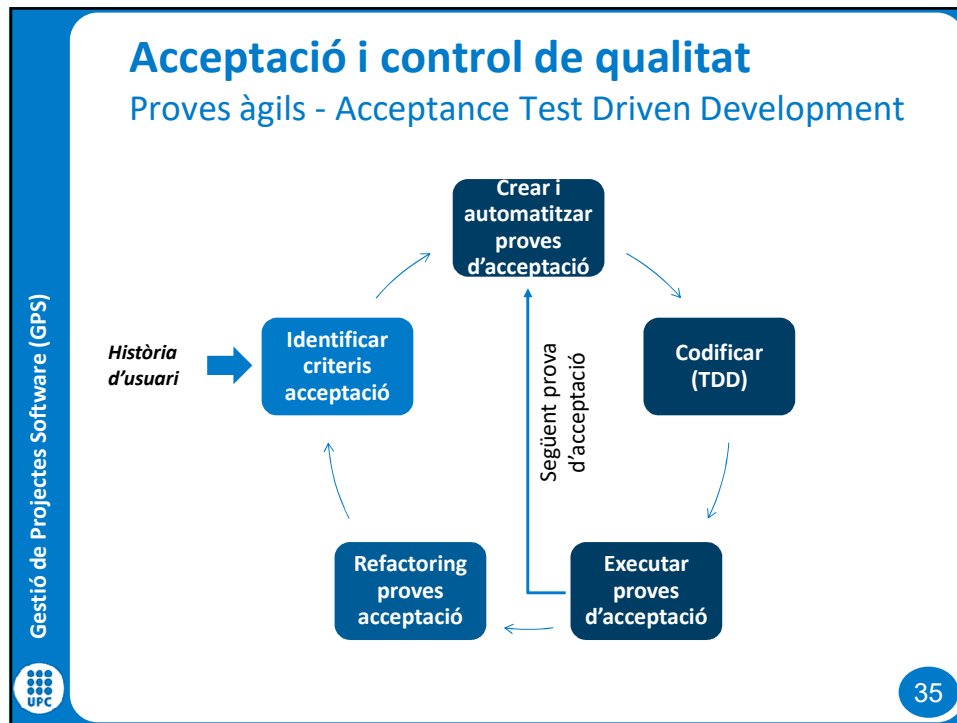 Acceptació i control de qualitat
Proves àgils - Acceptance Test Driven Development
Crear i
automatitzar
proves
d'acceptació
Història
d'usuari
Identificar
criteris
acceptació
Codificar
(TDD)
Següent prova
d'acceptació
Refactoring
proves
acceptació
Executar
proves
d'acceptació
Gestió de Projectes Software (GPS)
UPC
35